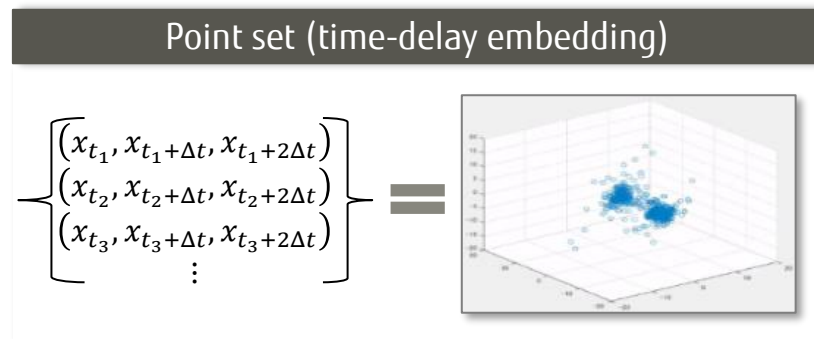 Point set (time-delay embedding)
(x_{t_1}, x_{t_1+Δt}, x_{t_1+2Δt})
(x_{t_2}, x_{t_2+Δt}, x_{t_2+2Δt})
(x_{t_3}, x_{t_3+Δt}, x_{t_3+2Δt})
⋮
=